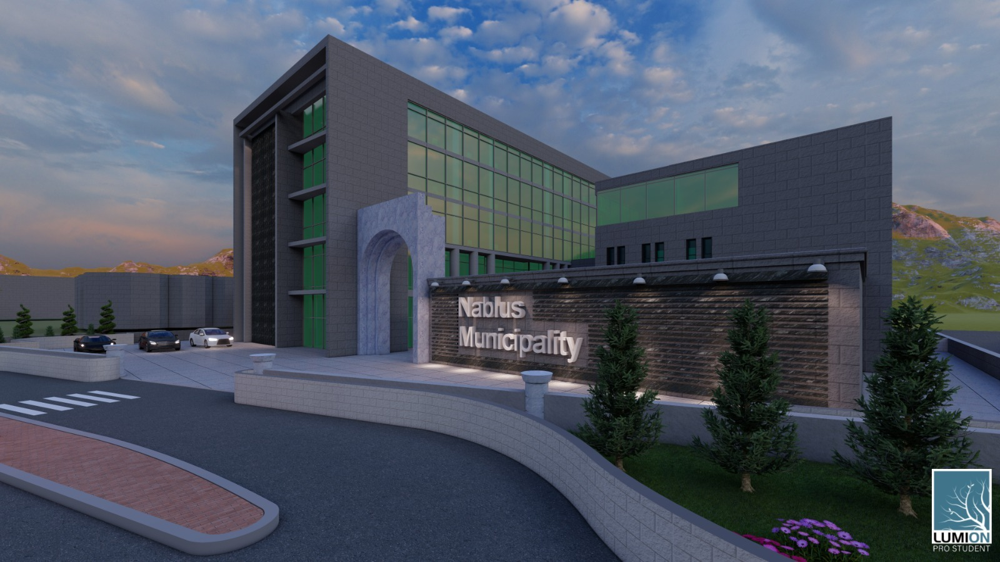 Nablus
Municipality
LUMION
PRO STUDENT